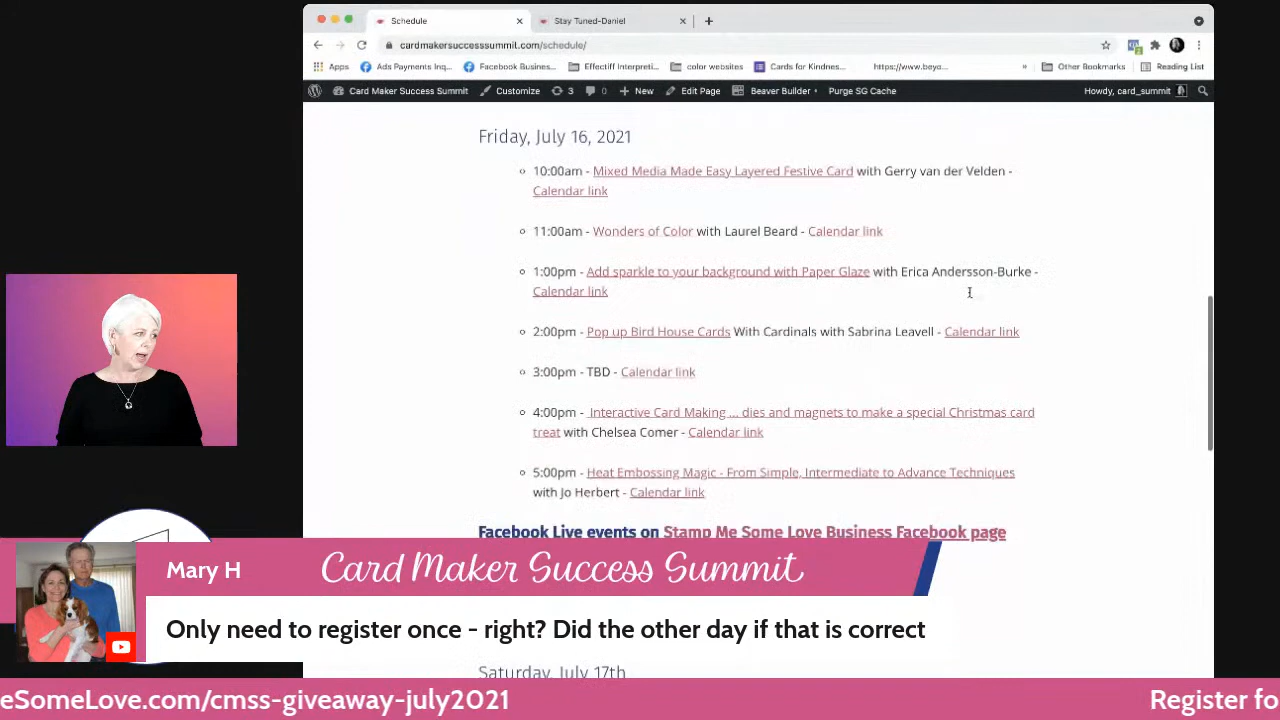 Schedule
Stay Tuned-Daniel
cardmakersuccesssummit.com/schedule/
Apps Ads Payments Inq... Facebook Busines... Effectiff Interpreti... color websites Cards for Kindnes... https://www.beyo... » Other Bookmarks Reading List
Card Maker Success Summit Customize 3 0 New Edit Page Beaver Builder Purge SG Cache Howdy, card_summit
Friday, July 16, 2021
10:00am - Mixed Media Made Easy Layered Festive Card with Gerry van der Velden -
Calendar link
11:00am - Wonders of Color with Laurel Beard - Calendar link
1:00pm - Add sparkle to your background with Paper Glaze with Erica Andersson-Burke -
Calendar link
2:00pm - Pop up Bird House Cards With Cardinals with Sabrina Leavell - Calendar link
3:00pm - TBD - Calendar link
4:00pm - Interactive Card Making ... dies and magnets to make a special Christmas card
treat with Chelsea Comer - Calendar link
5:00pm - Heat Embossing Magic - From Simple, Intermediate to Advance Techniques
with Jo Herbert - Calendar link
Facebook Live events on Stamp Me Some Love Business Facebook page
Mary H
Card Maker Success Summit
Only need to register once - right? Did the other day if that is correct
Saturday, July 17th
eSomeLove.com/cmss-giveaway-july2021
Register fo